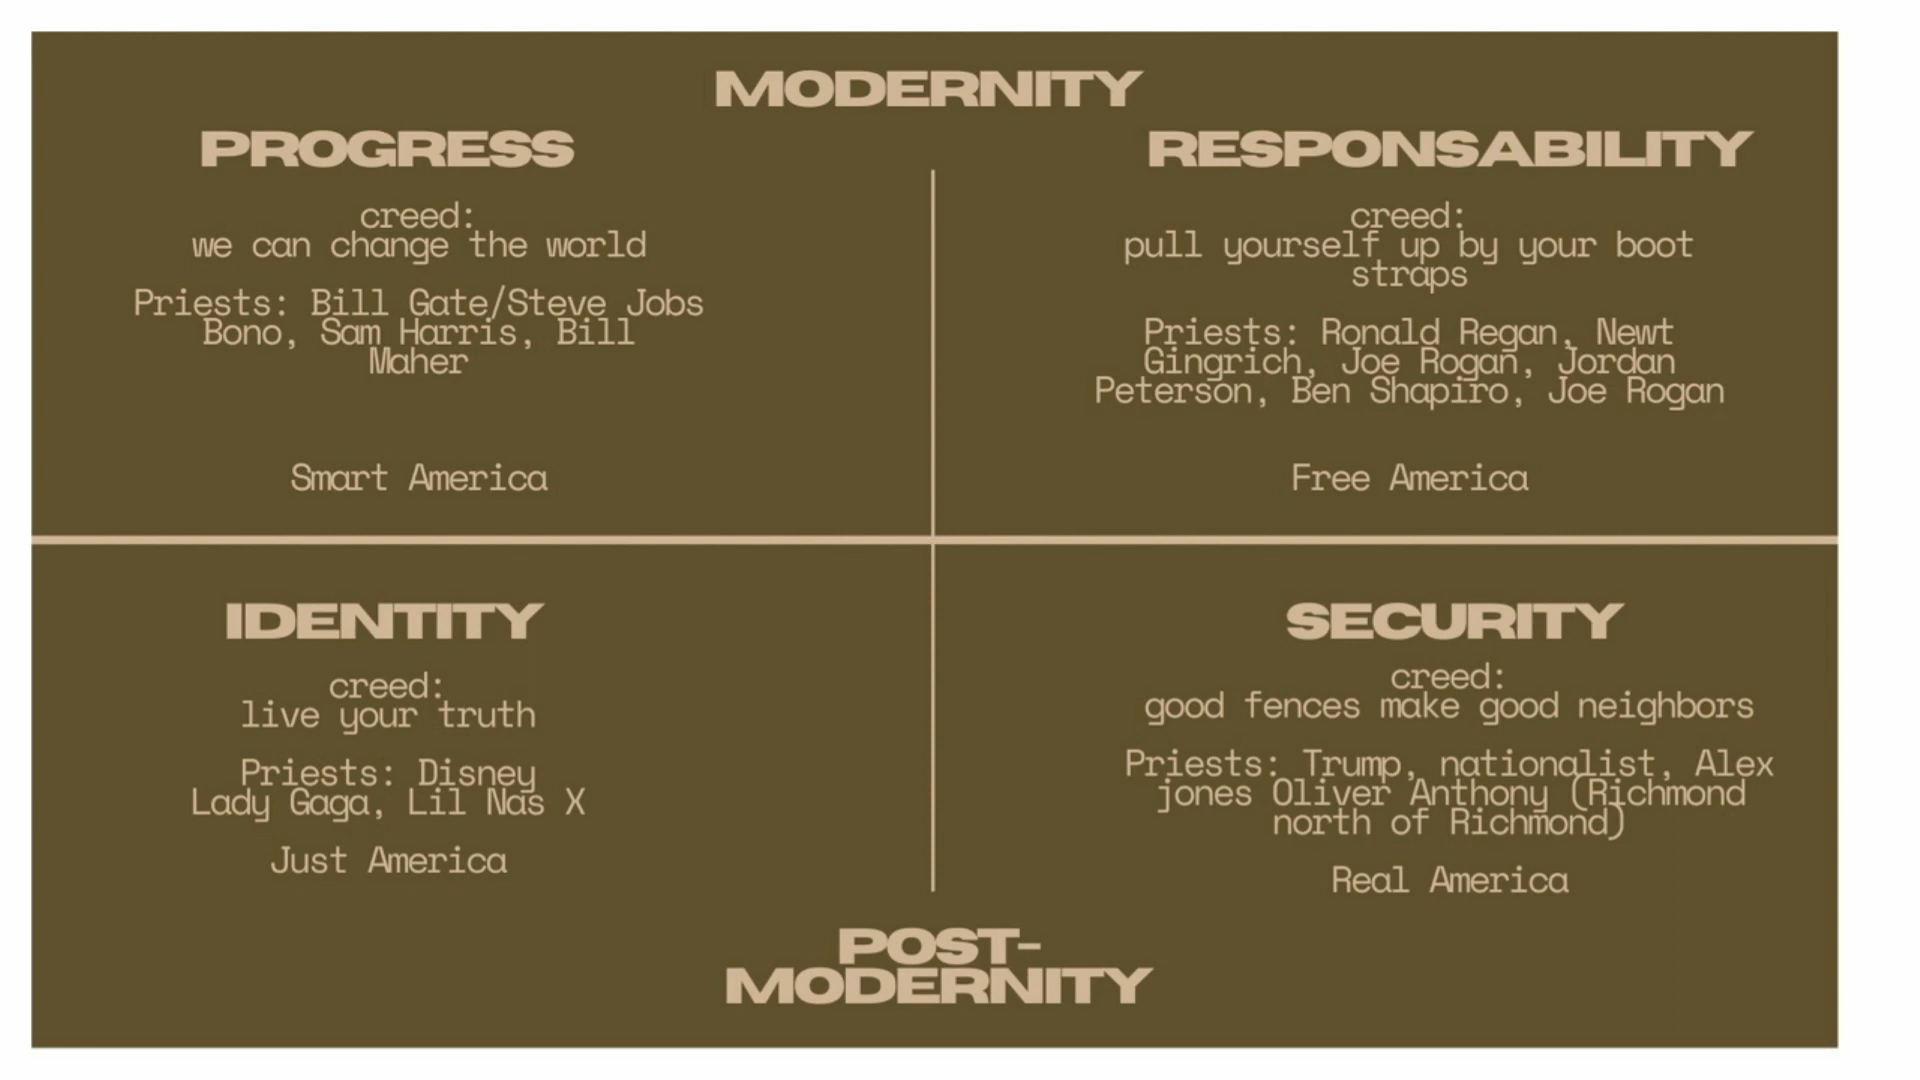 MODERNITY
PROGRESS
creed:
we can change the world
Priests: Bill Gate/Steve Jobs
Bono, Sam Harris, Bill
Maher
Smart America
RESPONSABILITY
creed:
pull yourself up by your boot
straps
Priests: Ronald Regan, Newt
Gingrich, Joe Rogan, Jordan
Peterson, Ben Shapiro, Joe Rogan
Free America
IDENTITY
creed:
live your truth
Priests: Disney
Lady Gaga, Lil Nas X
Just America
SECURITY
creed:
good fences make good neighbors
Priests: Trump, nationalist, Alex
jones Oliver Anthony (Richmond
north of Richmond)
Real America
POST-
MODERNITY